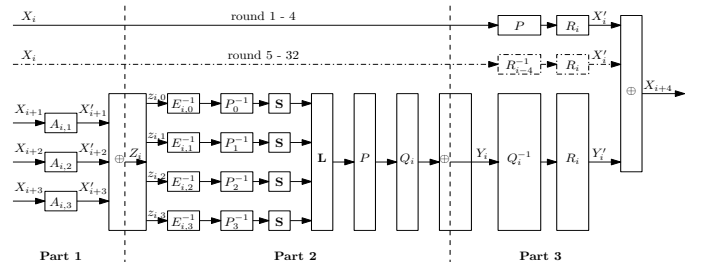 X_i round 1 - 4 P R_i X'_i
X_i round 5 - 32 R^{-1}_{i-4} R_i X'_i
⊕ X_{i+4}
X_{i+1} A_{i,1} X'_{i+1}
X_{i+2} A_{i,2} X'_{i+2}
X_{i+3} A_{i,3} X'_{i+3}
⊕ Z_i
z_{i,0} E^{-1}_{i,0} P^{-1}_0 S
z_{i,1} E^{-1}_{i,1} P^{-1}_1 S
z_{i,2} E^{-1}_{i,2} P^{-1}_2 S
z_{i,3} E^{-1}_{i,3} P^{-1}_3 S
L P Q_i ⊕ Y_i Q^{-1}_i R_i Y'_i
Part 1 Part 2 Part 3